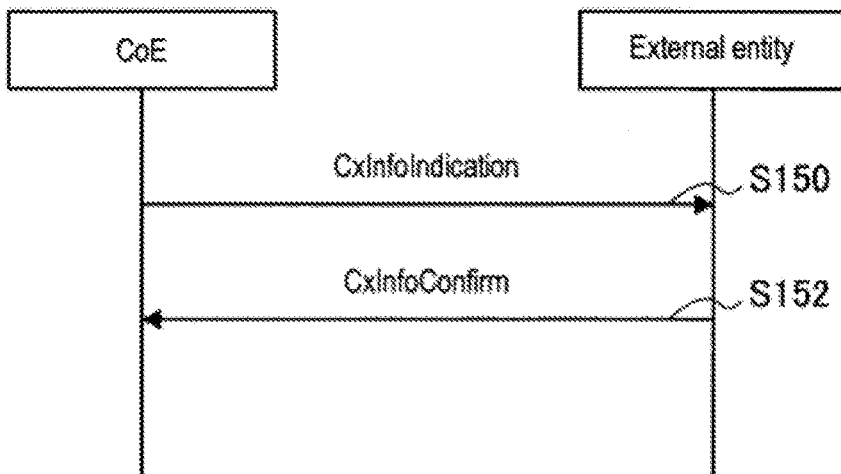 CoE
External entity
CxInfoIndication
S150
CxInfoConfirm
S152